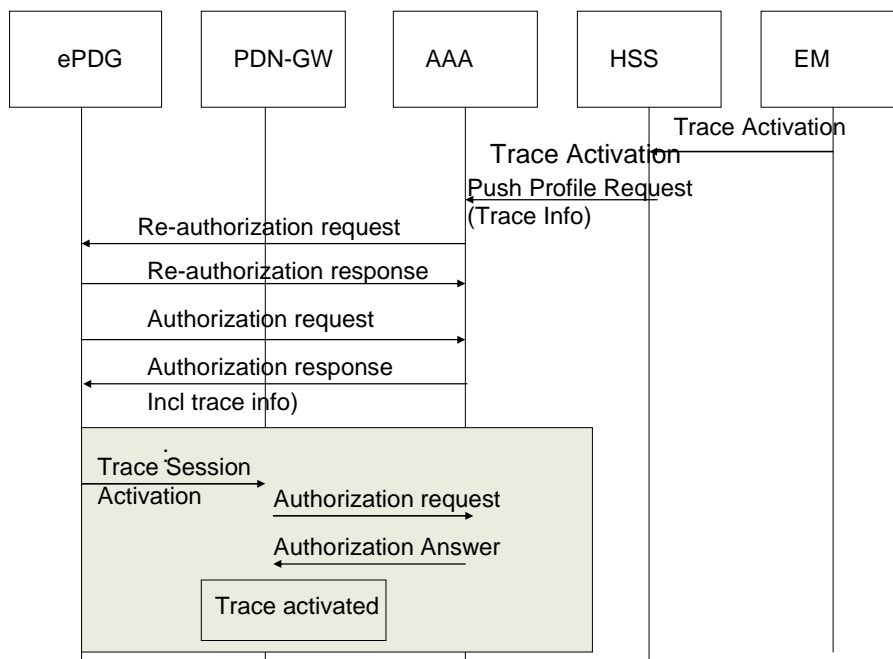 ePDG
PDN-GW
AAA
HSS
EM
Trace Activation
Trace Activation
Push Profile Request
(Trace Info)
Re-authorization request
Re-authorization response
Authorization request
Authorization response
Incl trace info)
:
Trace Session
Activation
Authorization request
Authorization Answer
Trace activated